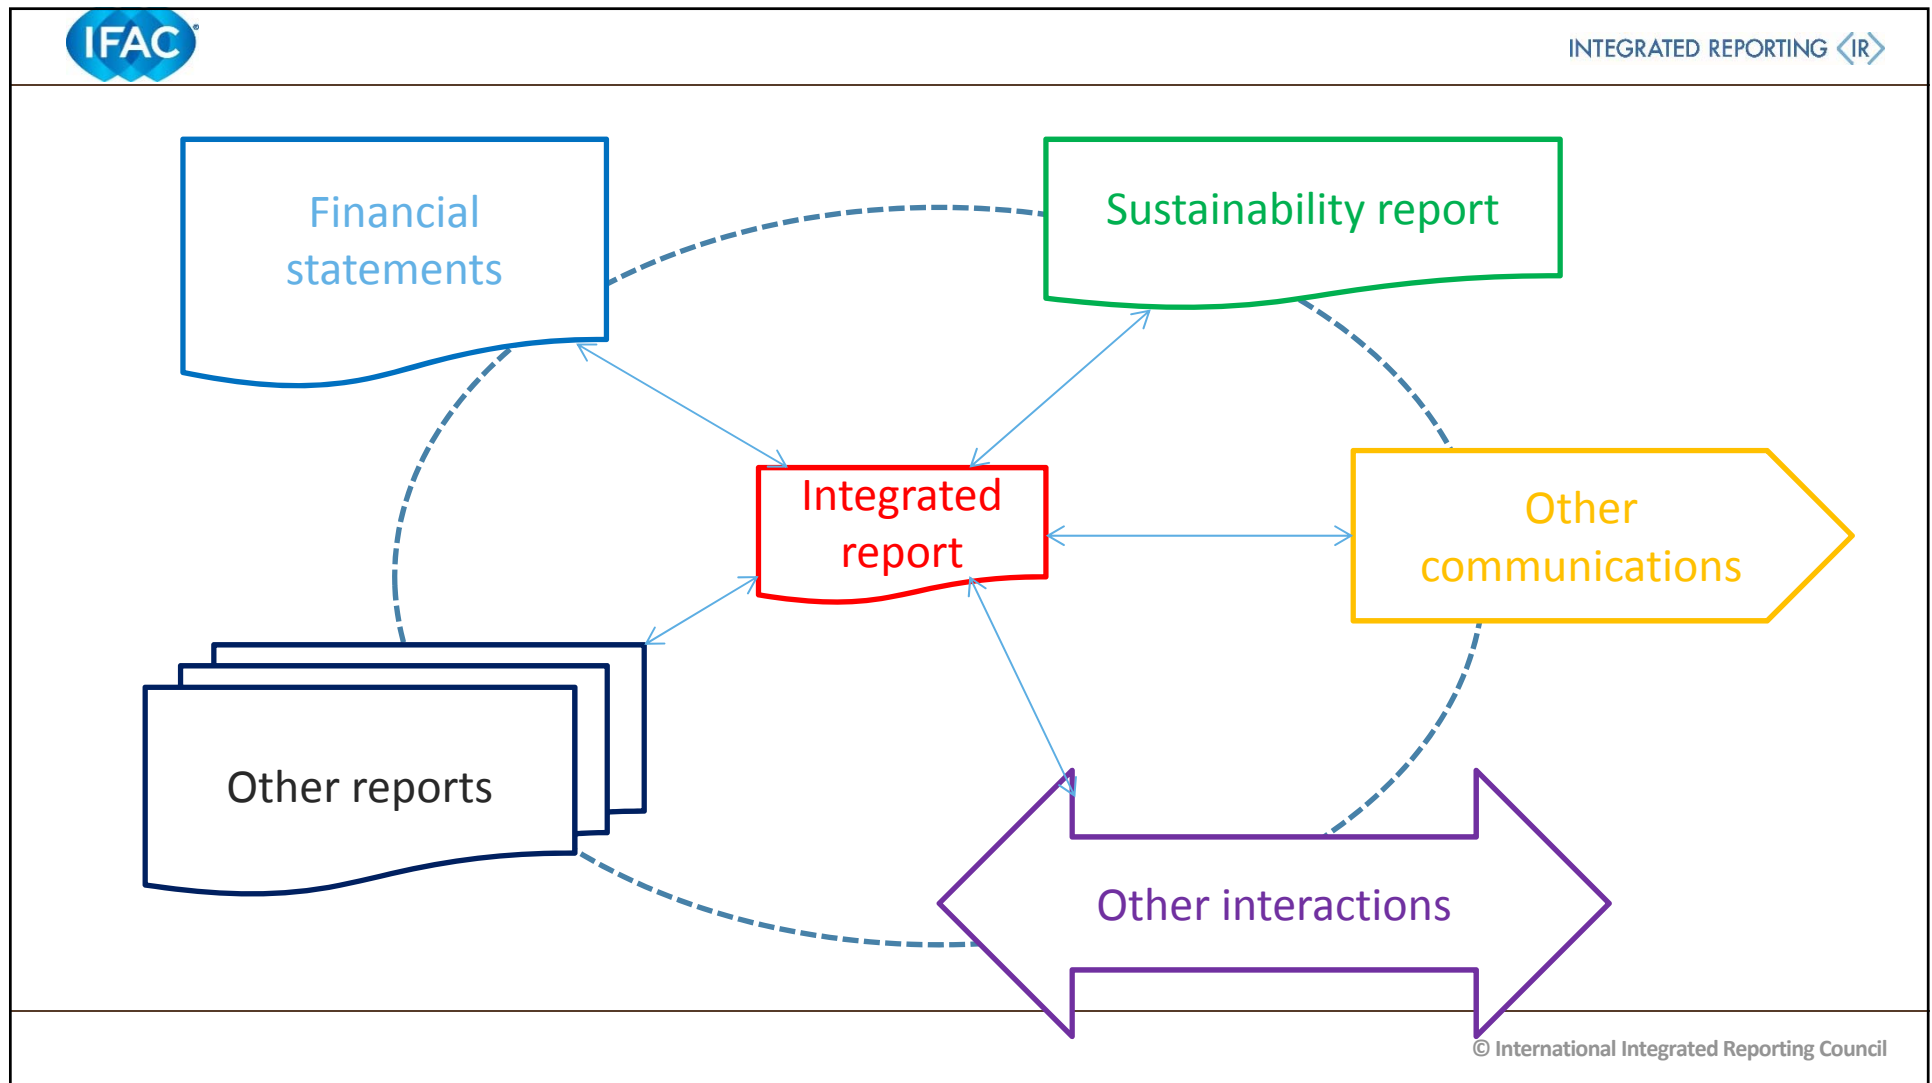 IFAC®
INTEGRATED REPORTING <IR>
Financial
statements
Sustainability report
Integrated
report
Other
communications
Other reports
Other interactions
© International Integrated Reporting Council